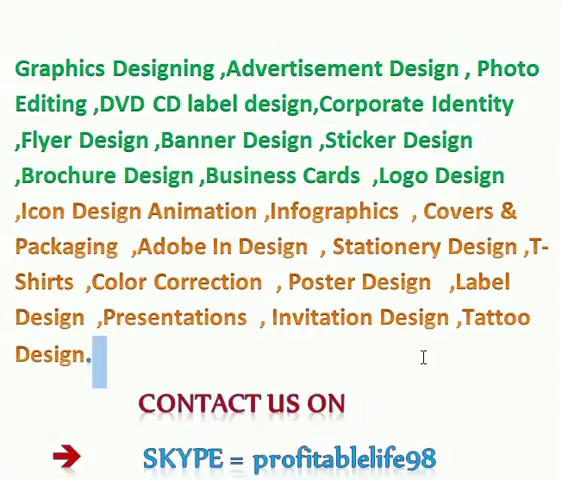 Graphics Designing ,Advertisement Design , Photo
Editing ,DVD CD label design,Corporate Identity
,Flyer Design ,Banner Design ,Sticker Design
,Brochure Design ,Business Cards ,Logo Design
,Icon Design Animation ,Infographics , Covers &
Packaging ,Adobe In Design , Stationery Design ,T-
Shirts ,Color Correction , Poster Design ,Label
Design ,Presentations , Invitation Design ,Tattoo
Design.
CONTACT US ON
SKYPE = profitablelife98